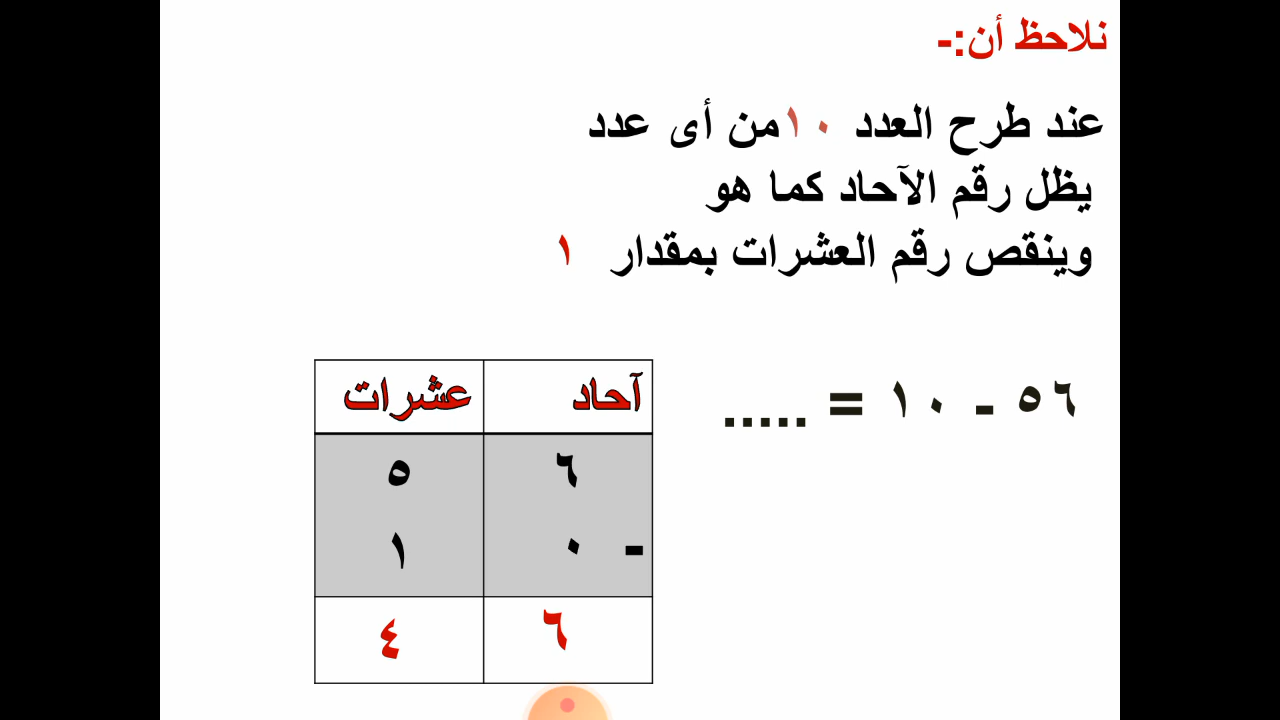 نلاحظ أن:-
عند طرح العدد ١٠ من أى عدد
يظل رقم الآحاد كما هو
وينقص رقم العشرات بمقدار ١
٥٦ - ١٠ = .....
آحاد عشرات
٦ ٥
- ٠ ١
٦ ٤